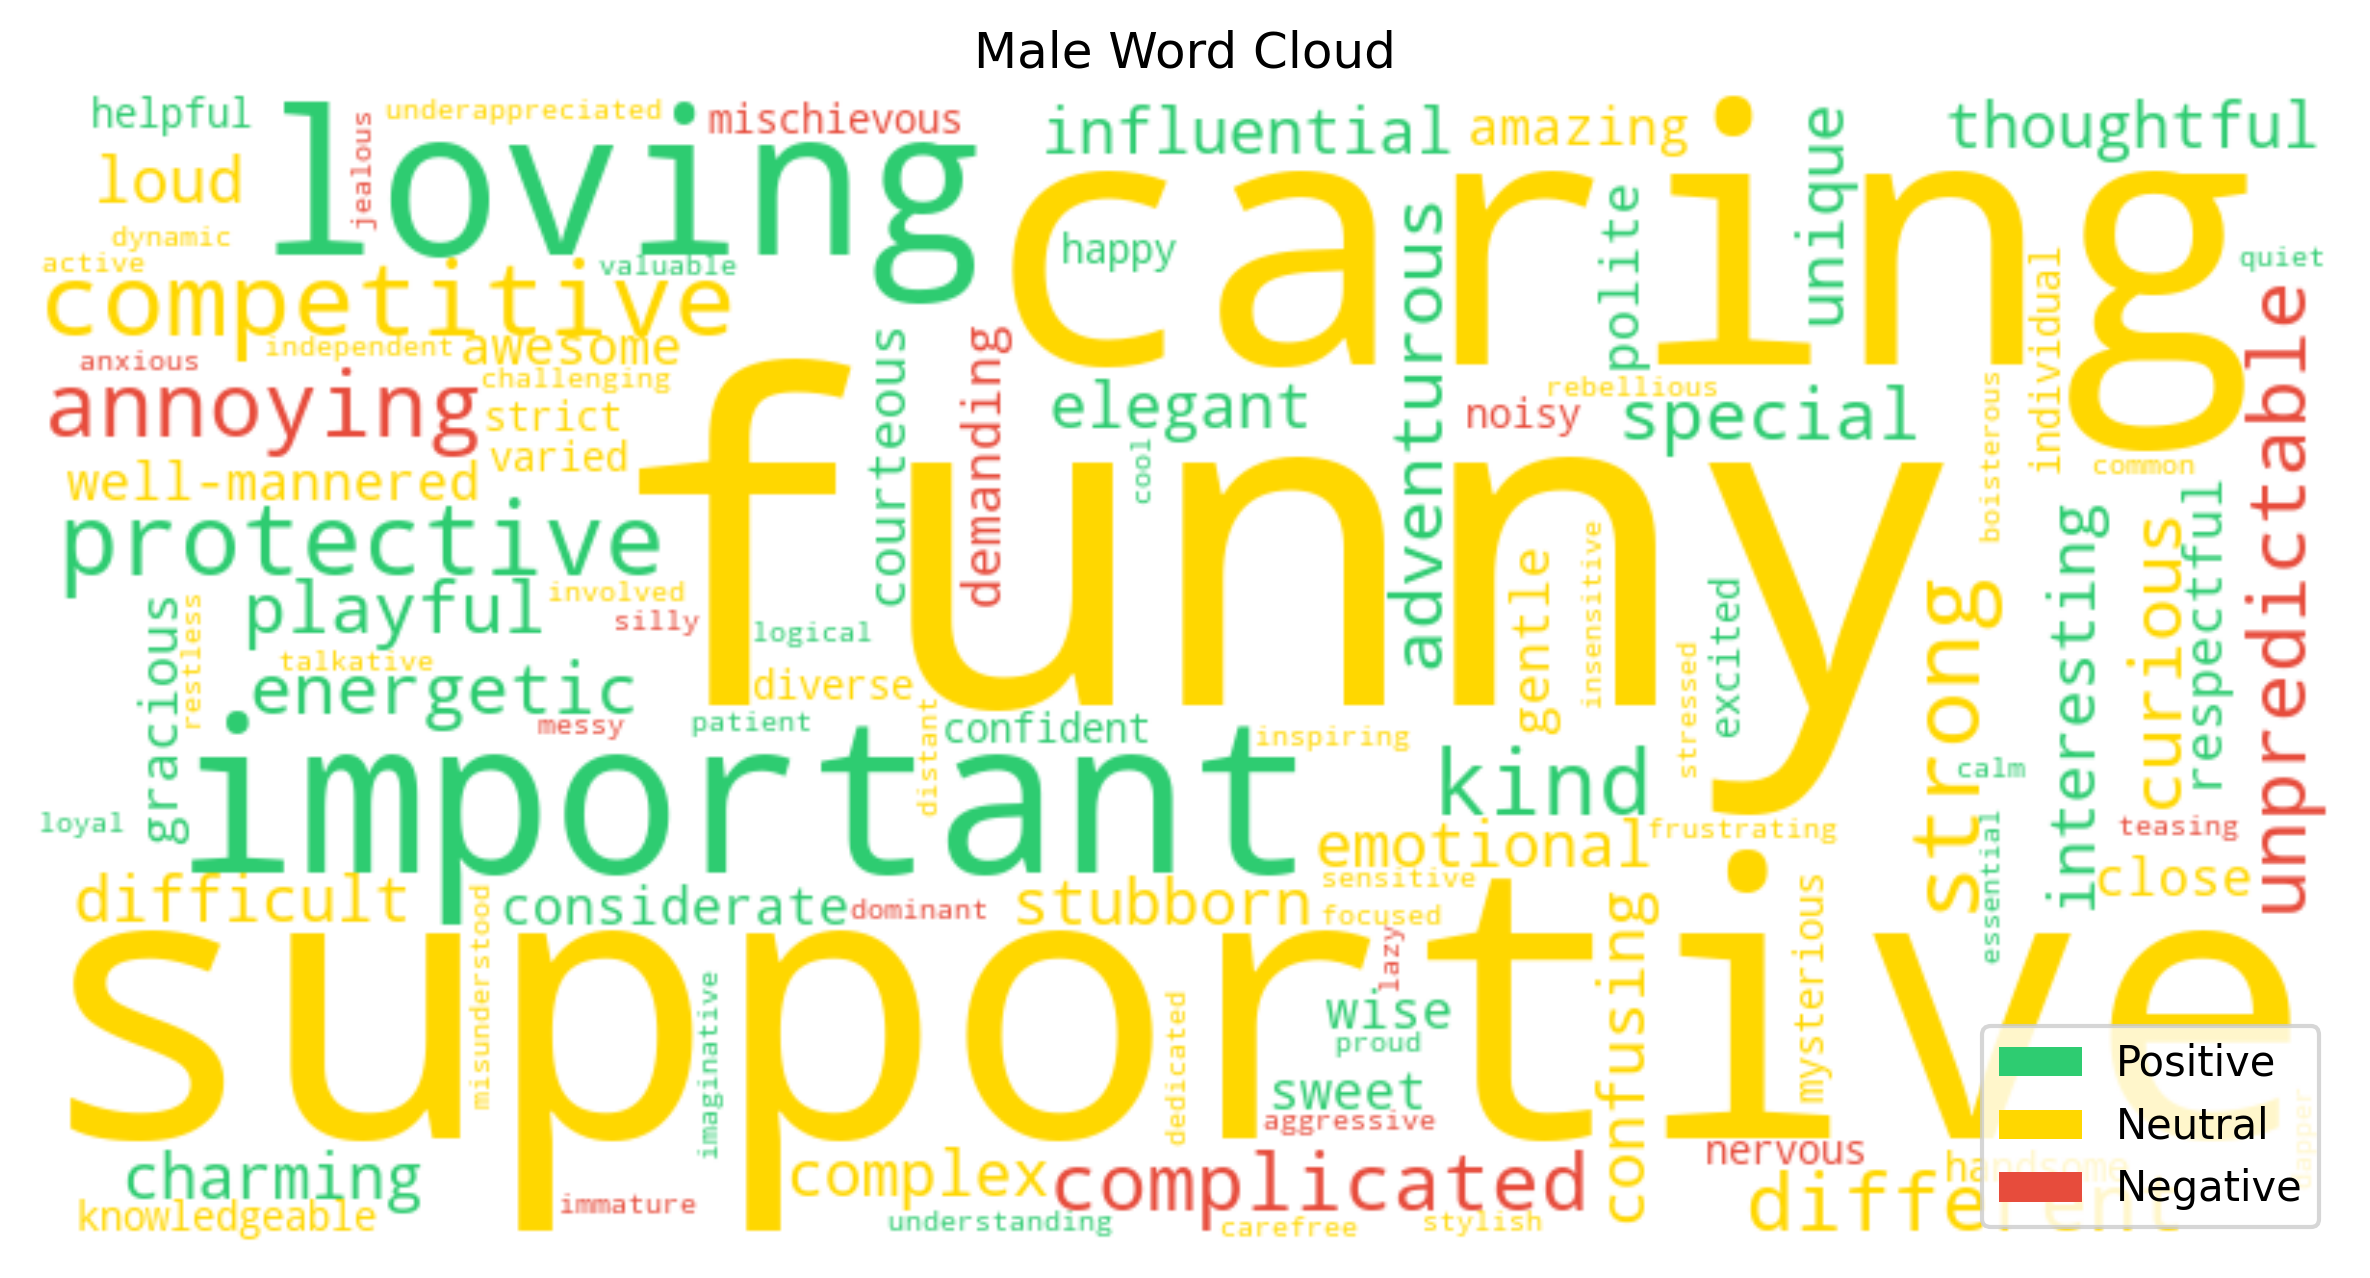 Male Word Cloud
helpful
loving
jealous
underappreciated
mischievous
influential
amazing
caring
unique
thoughtful
loud
dynamic
active
competitive
valuable
happy
adventurous
polite
individual
quiet
unpredictable
anxious
independent
awesome
challenging
annoying
strict
varied
well-mannered
funny
courteous
demanding
elegant
cool
noisy
rebellious
special
boisterous
common
protective
playful
involved
silly
logical
gentle
insensitive
excited
stressed
strong
interesting
curious
respectful
gracious
restless
talkative
energetic
diverse
messy
patient
distant
confident
inspiring
important
kind
calm
loyal
emotional
frustrating
essential
teasing
close
difficult
misunderstood
considerate
dominant
stubborn
sensitive
focused
supportive
lazy
confusing
mysterious
imaginative
dedicated
wise
proud
sweet
aggressive
charming
knowledgeable
immature
complex
understanding
complicated
carefree
stylish
nervous
handsome
different
dapper
Positive
Neutral
Negative